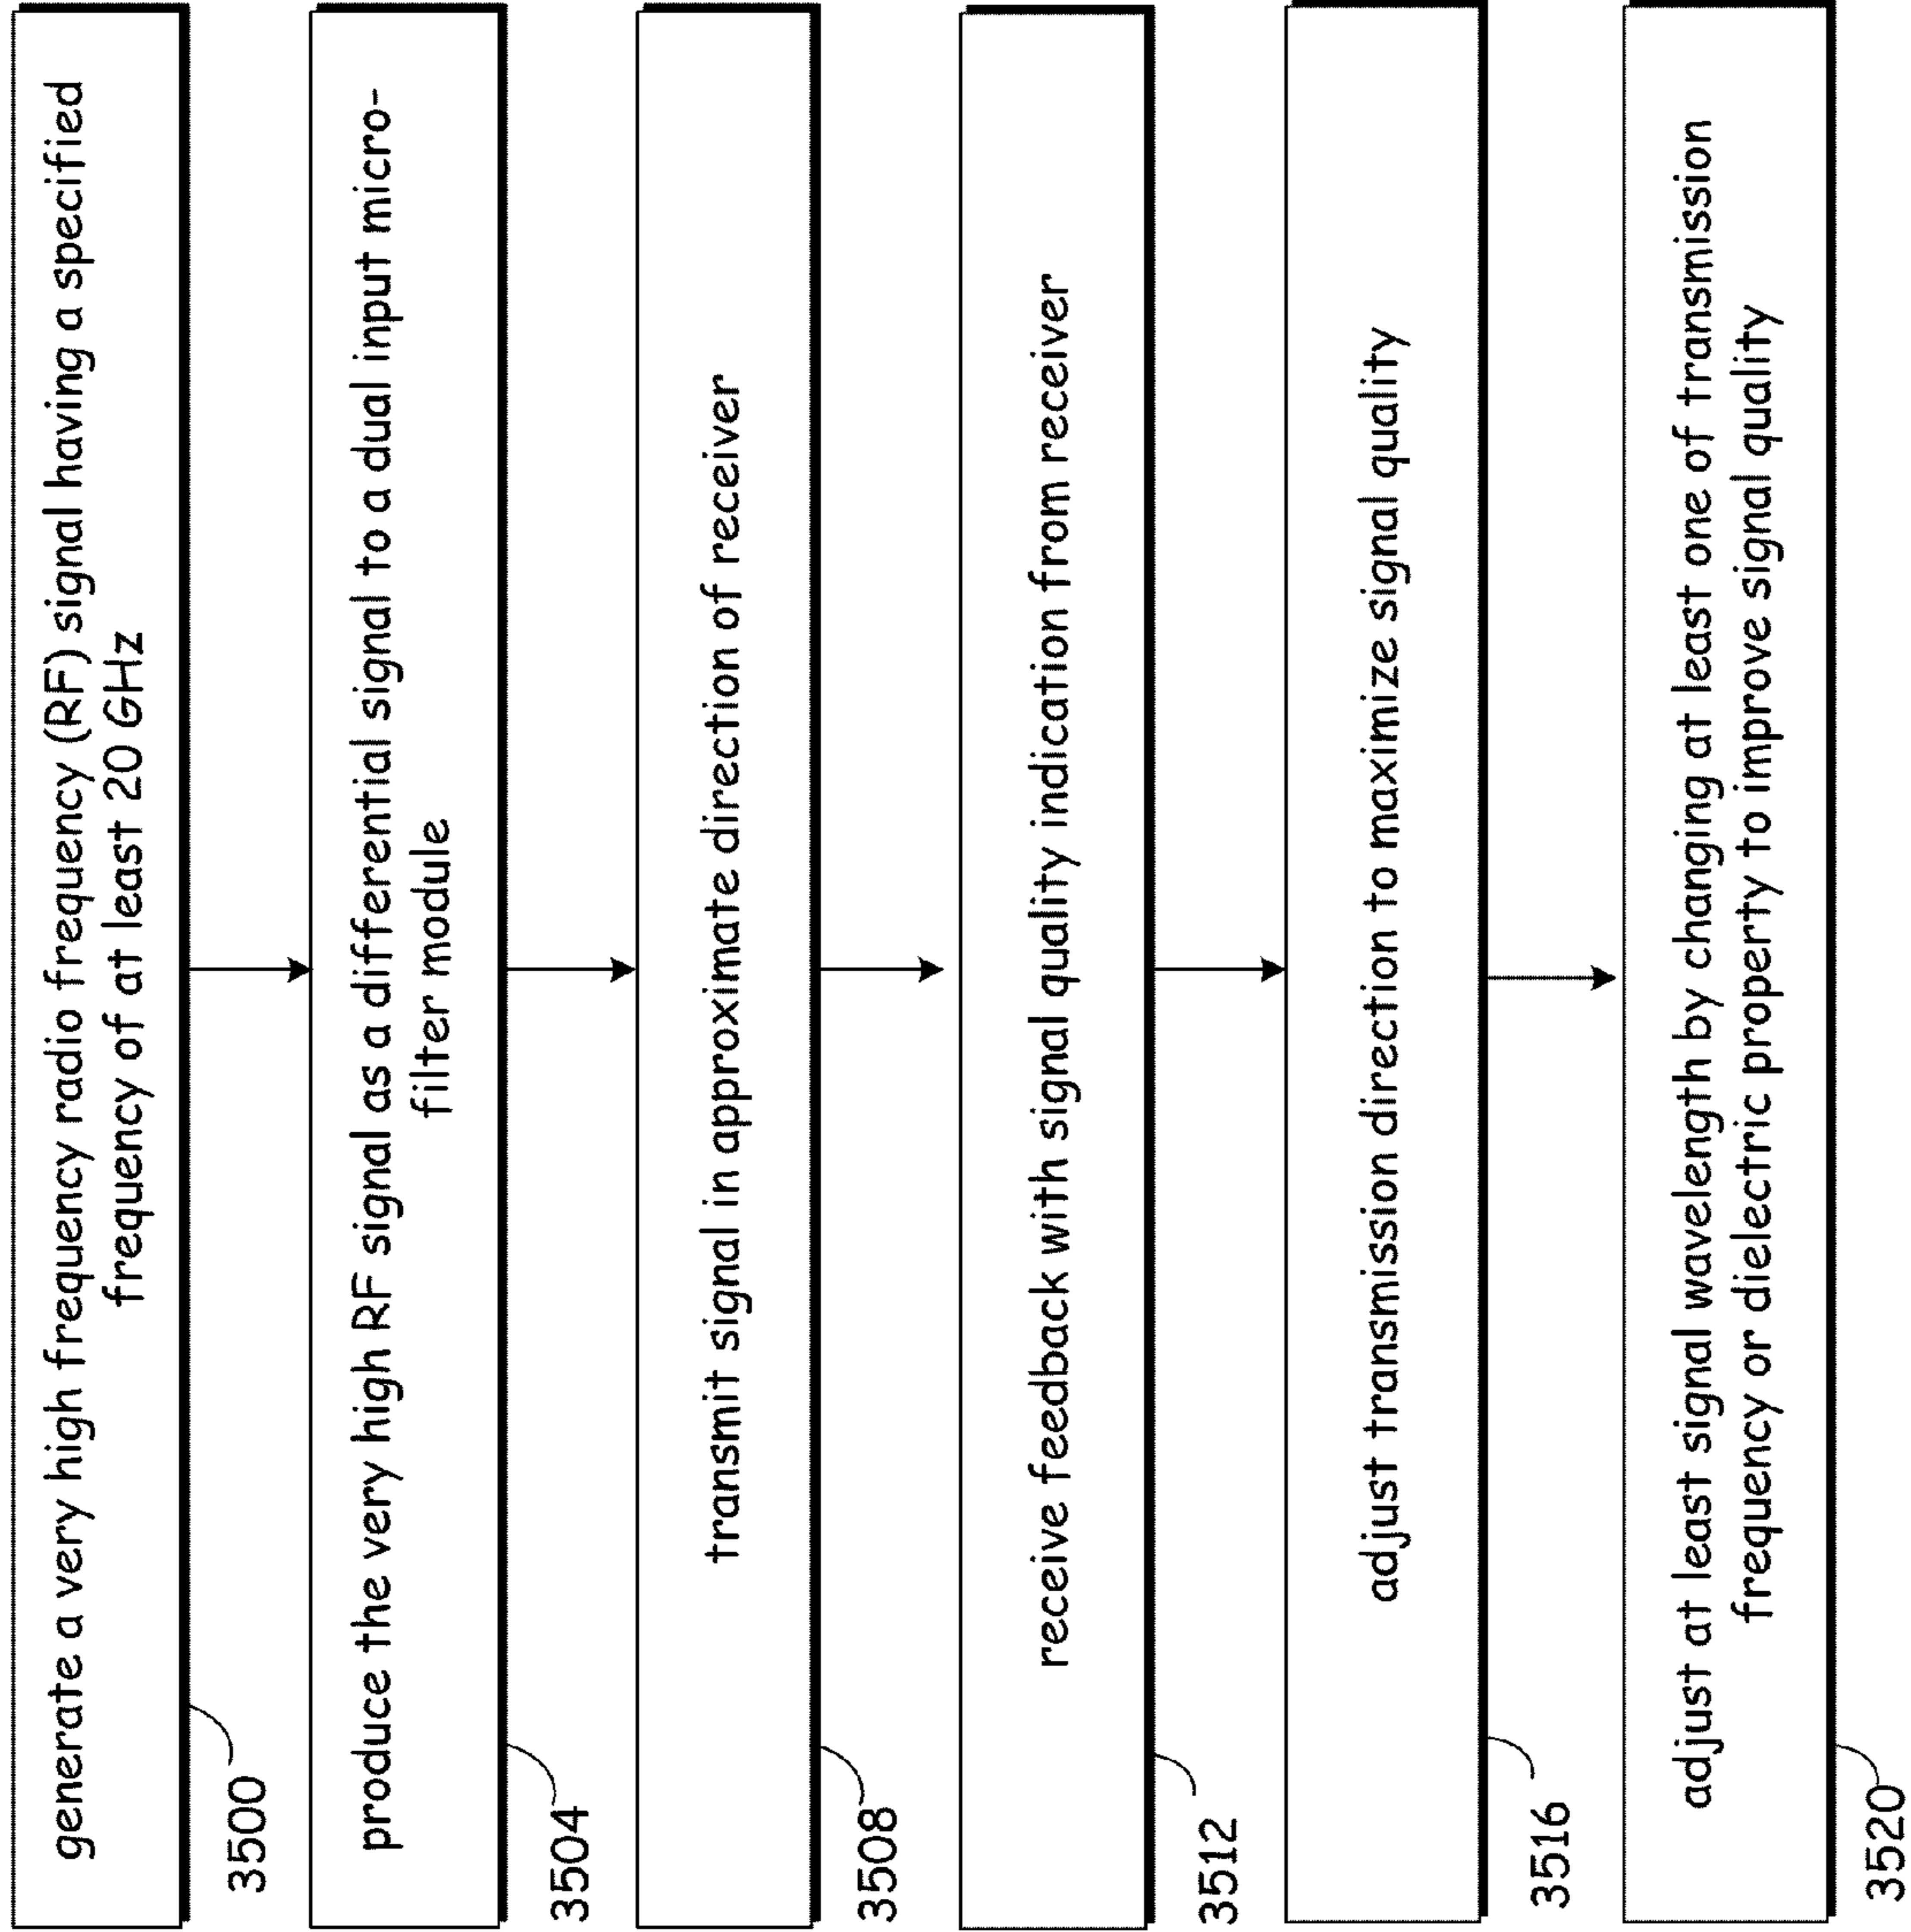 generate a very high frequency radio frequency (RF) signal having a specified
frequency of at least 20 GHz
3500
produce the very high RF signal as a differential signal to a dual input micro-
filter module
3504
transmit signal in approximate direction of receiver
3508
receive feedback with signal quality indication from receiver
3512
adjust transmission direction to maximize signal quality
3516
adjust at least signal wavelength by changing at least one of transmission
frequency or dielectric property to improve signal quality
3520